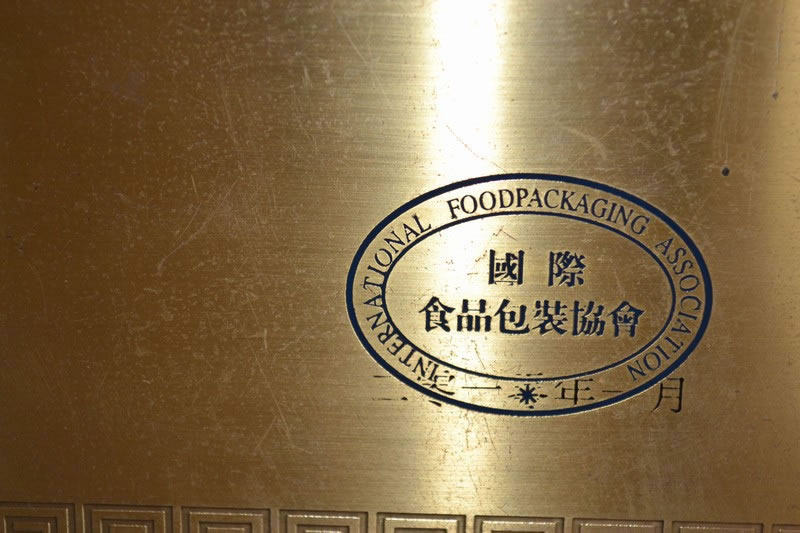 INTERNATIONAL FOODPACKAGING ASSOCIATION
國際
食品包裝協會
年一月